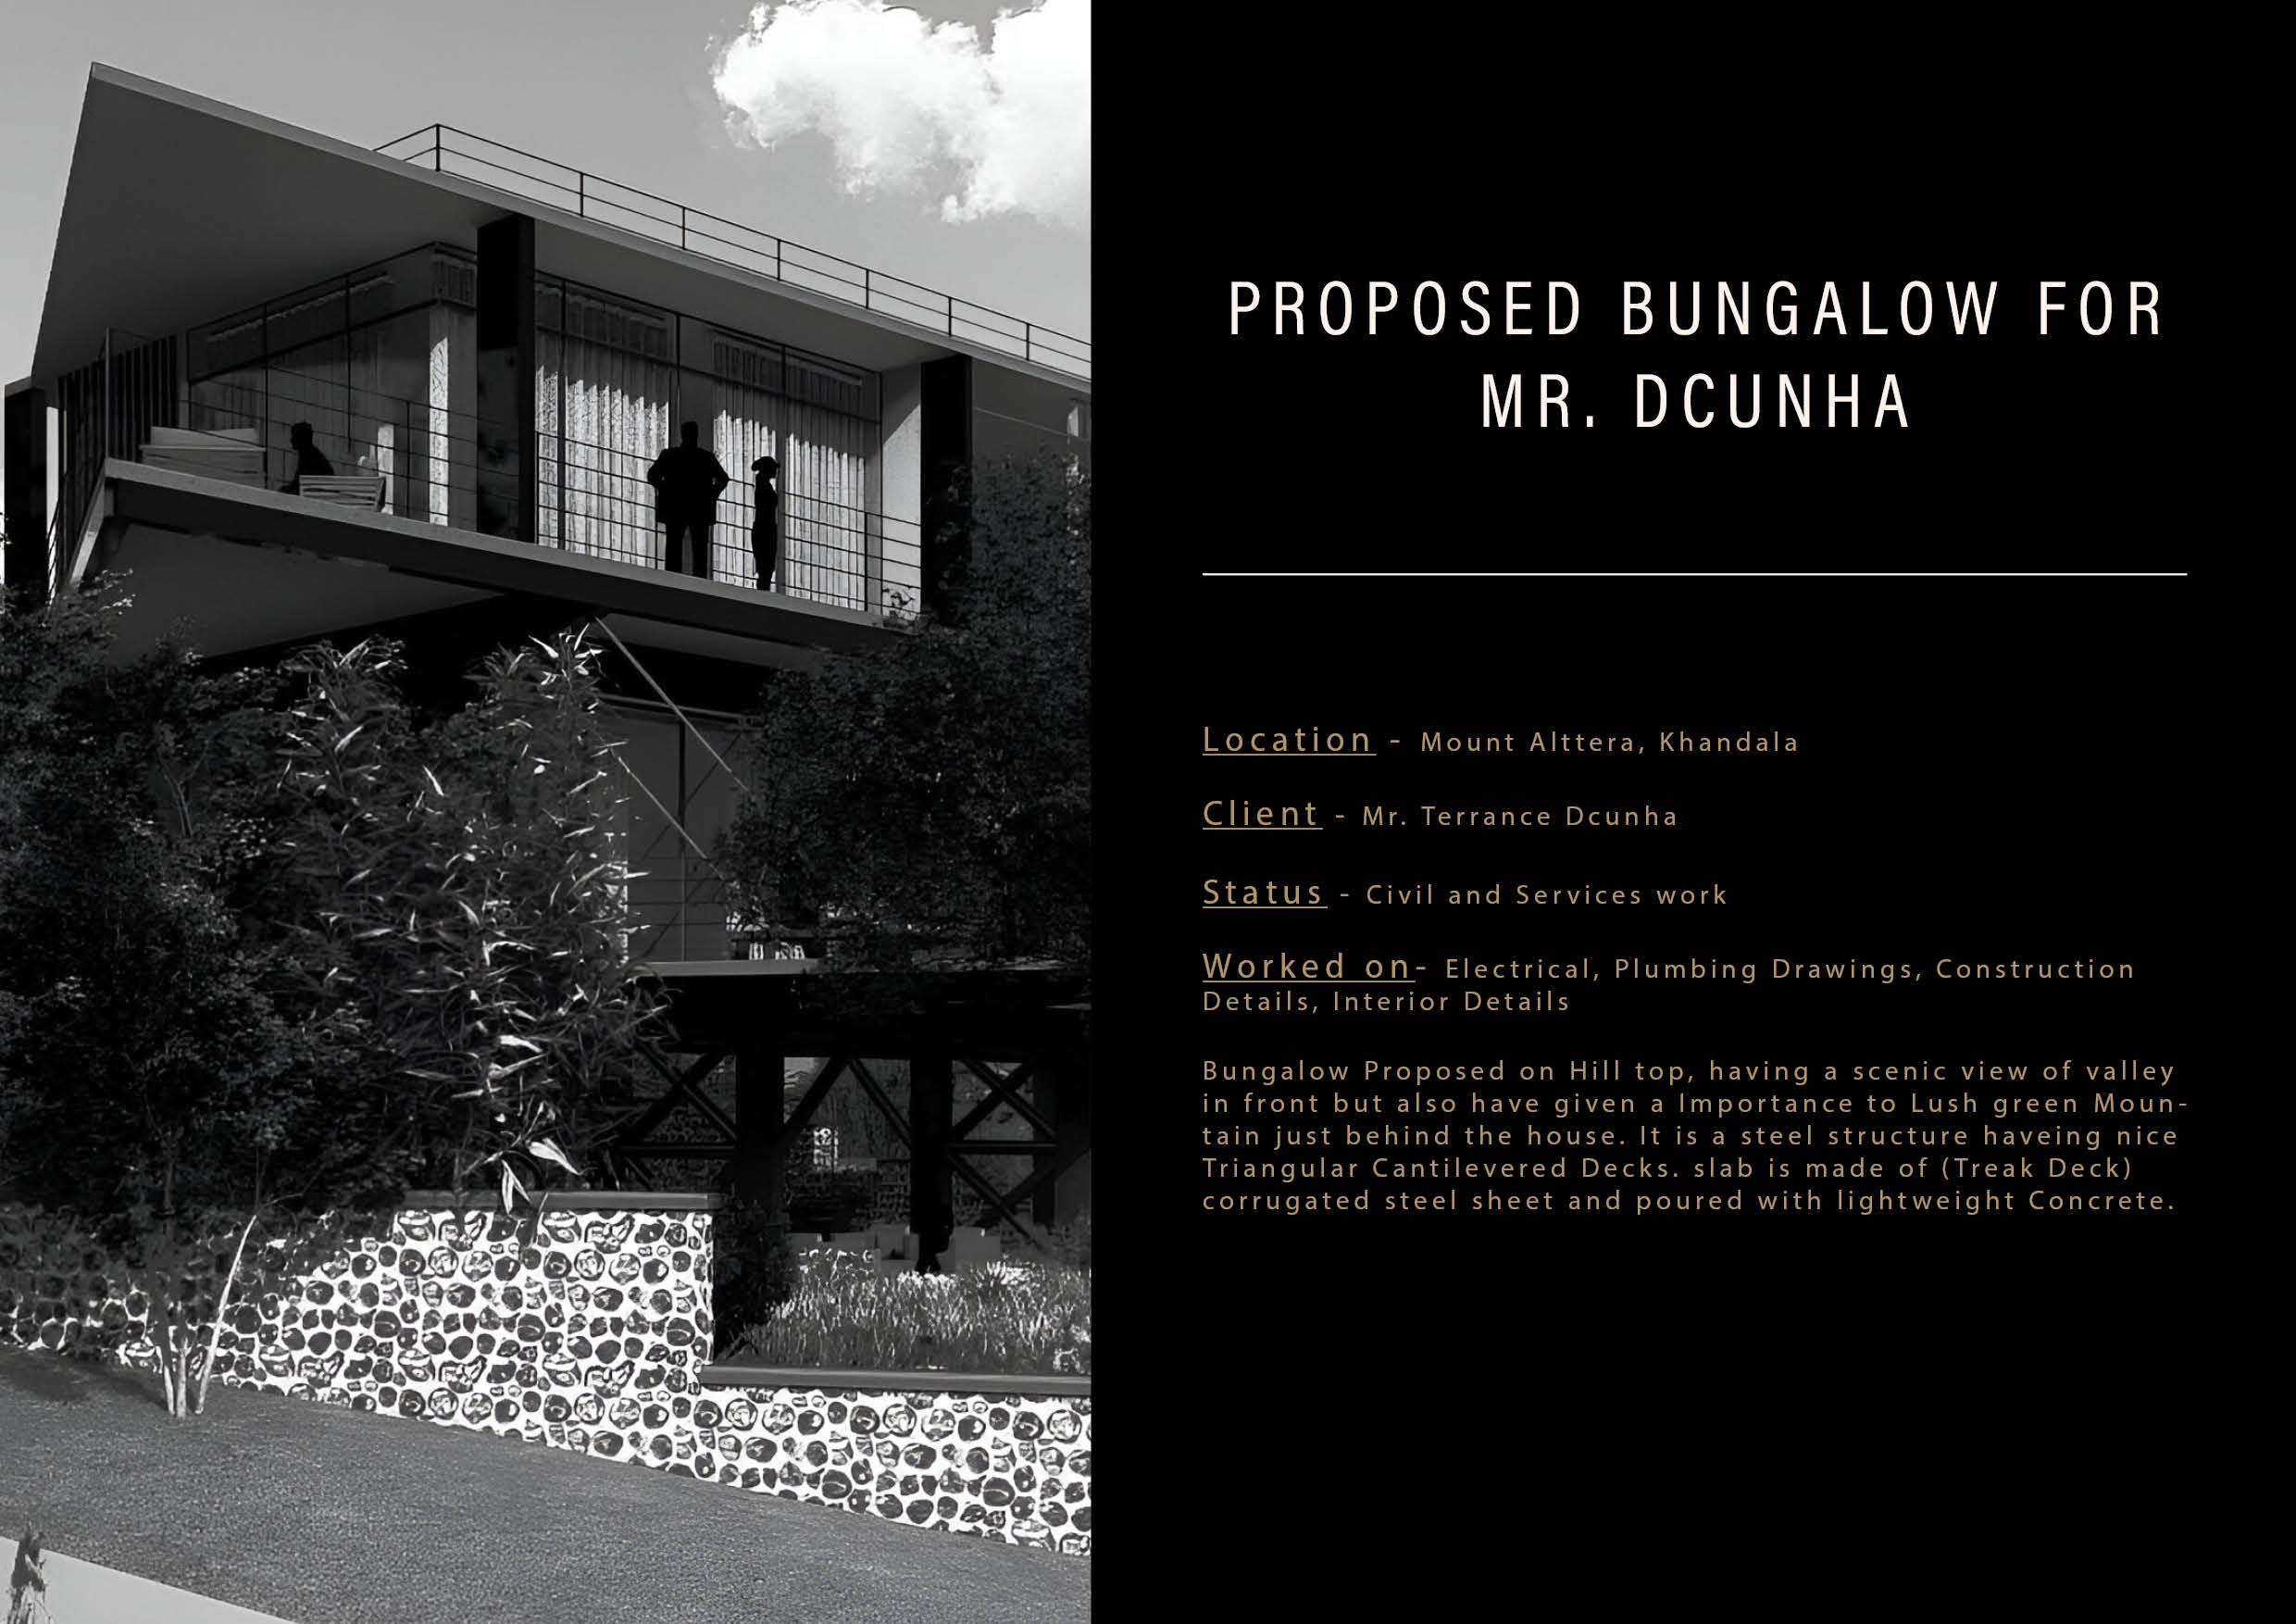 PROPOSED BUNGALOW FOR
MR. DCUNHA
Location - Mount Alttera, Khandala
Client - Mr. Terrance Dcunha
Status - Civil and Services work
Worked on- Electrical, Plumbing Drawings, Construction
Details, Interior Details
Bungalow Proposed on Hill top, having a scenic view of valley
in front but also have given a Importance to Lush green Moun-
tain just behind the house. It is a steel structure haveing nice
Triangular Cantilevered Decks. slab is made of (Treak Deck)
corrugated steel sheet and poured with lightweight Concrete.